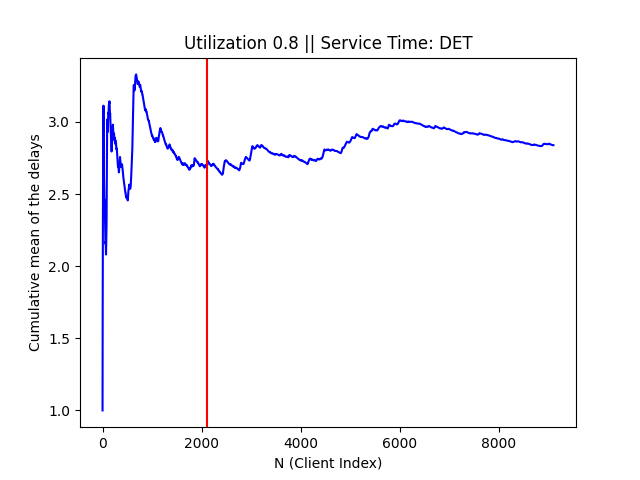 Utilization 0.8 || Service Time: DET
Cumulative mean of the delays
3.0
2.5
2.0
1.5
1.0
0 2000 4000 6000 8000
N (Client Index)